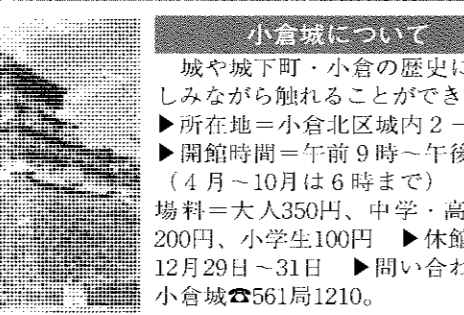 小倉城について
城や城下町・小倉の歴史に
しみながら触れることができ
▶所在地＝小倉北区城内2－
▶開館時間＝午前9時～午後
（4月～10月は6時まで）
場料＝大人350円、中学・高
200円、小学生100円　▶休館
12月29日～31日　▶問い合わ
小倉城☎561局1210。